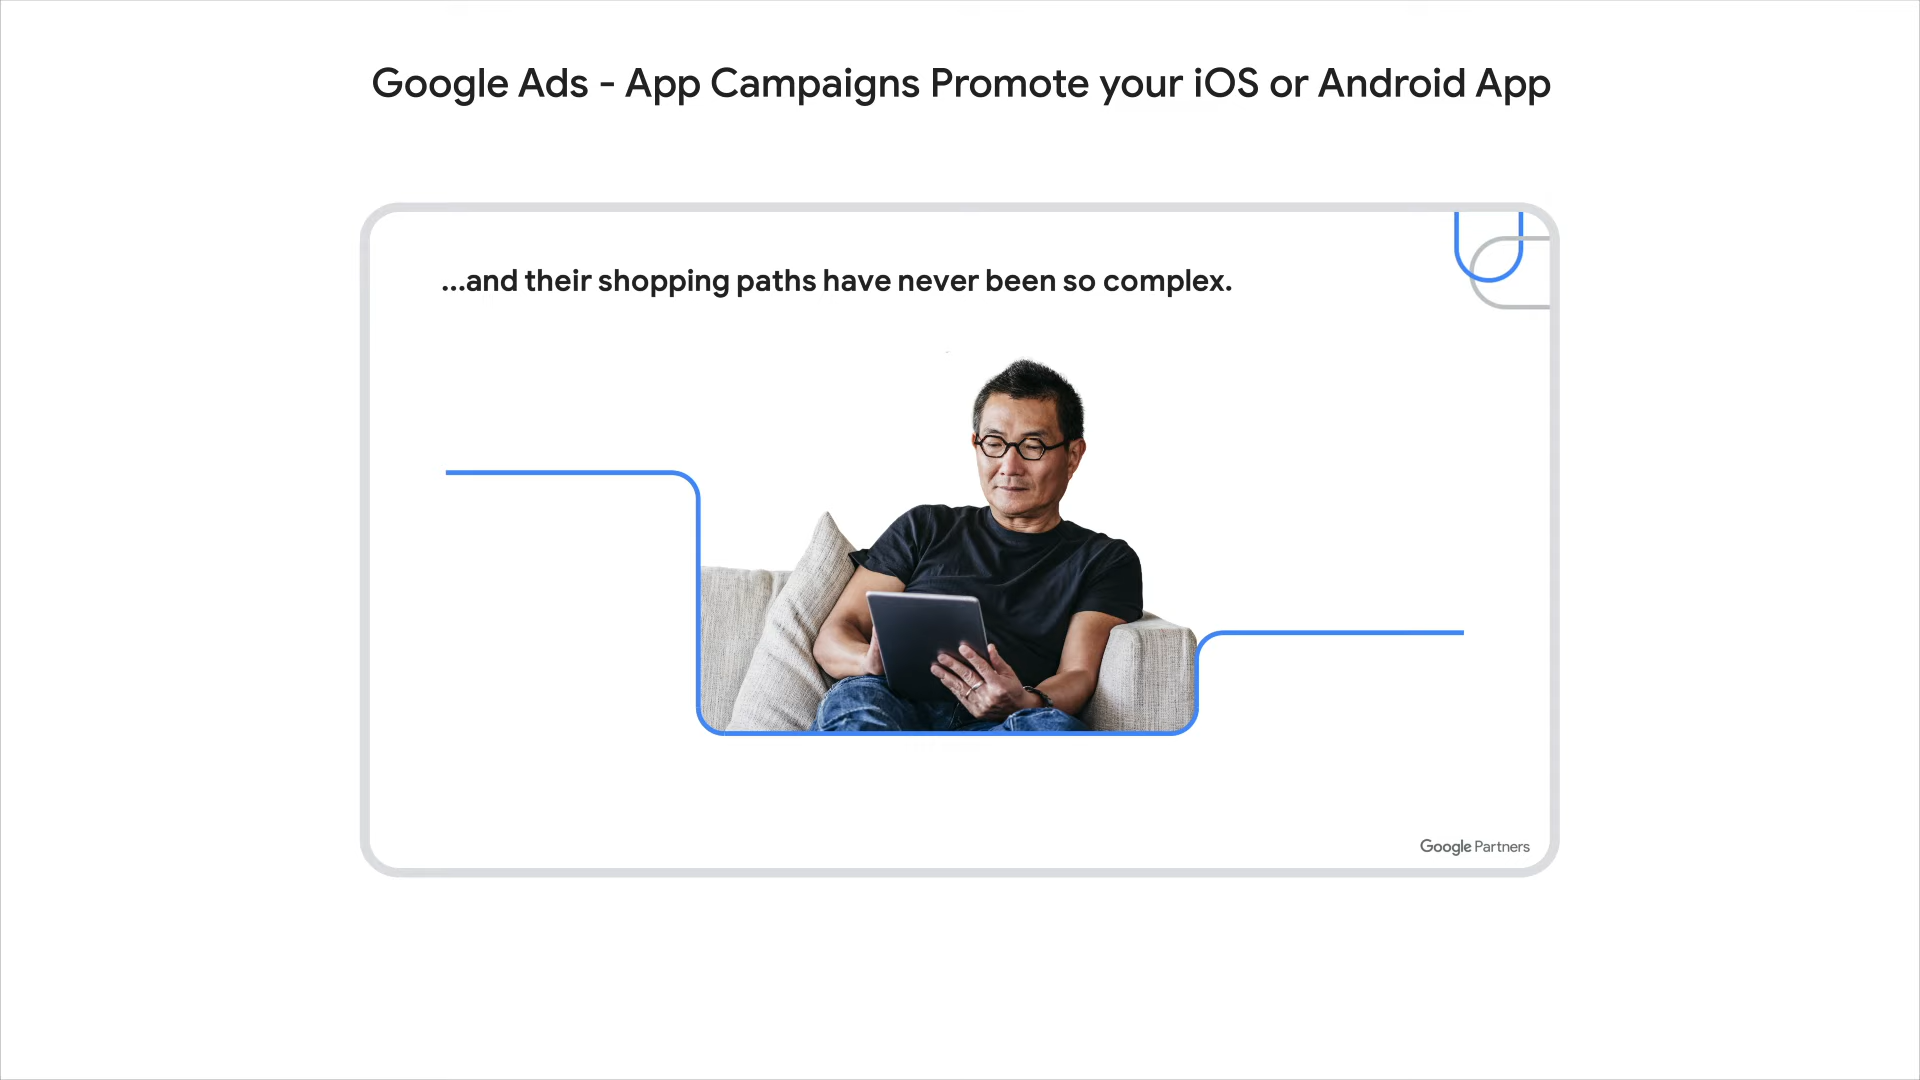 Google Ads - App Campaigns Promote your iOS or Android App
...and their shopping paths have never been so complex.
Google Partners